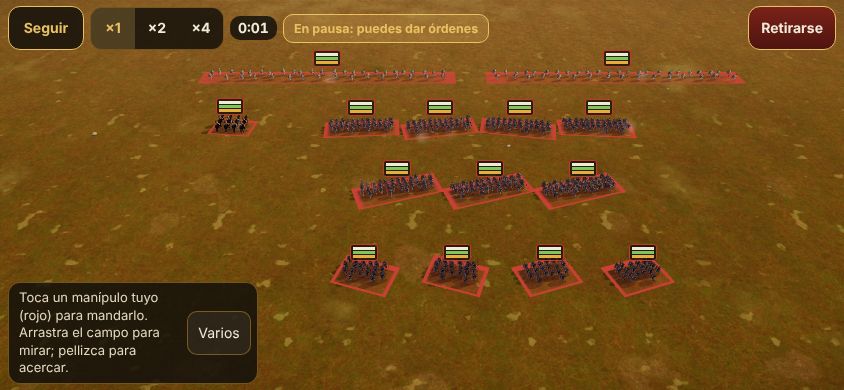 Seguir
×1 ×2 ×4
0:01
En pausa: puedes dar órdenes
Retirarse
Toca un manípulo tuyo
(rojo) para mandarlo.
Arrastra el campo para
mirar; pellizca para
acercar.
Varios